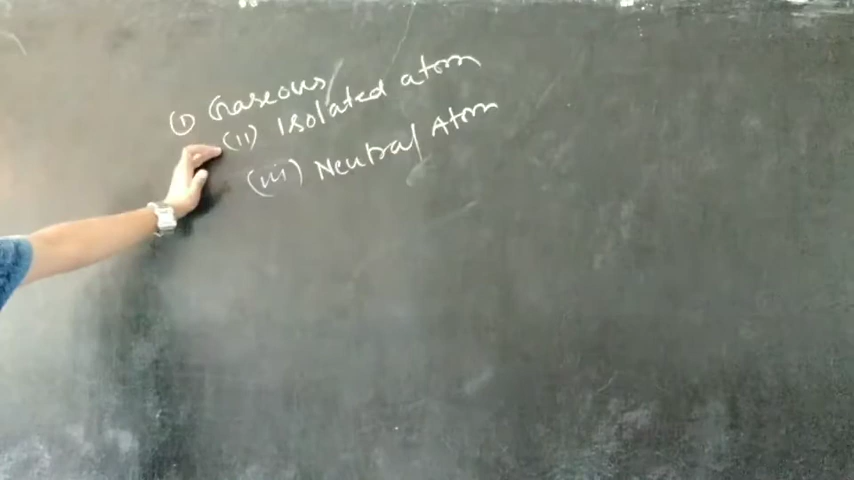 (i) Gaseous
(ii) Isolated atom
(iii) Neutral Atom